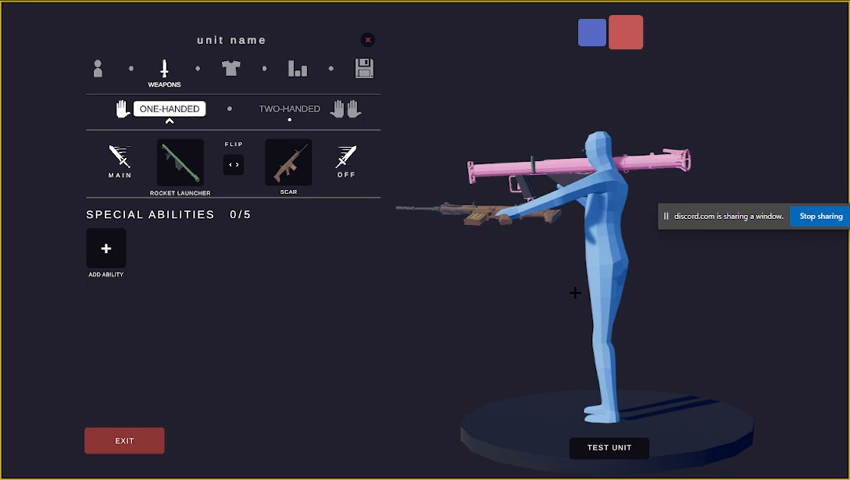 unit name
WEAPONS
ONE-HANDED
TWO-HANDED
FLIP
MAIN
OFF
ROCKET LAUNCHER
SCAR
discord.com is sharing a window.
Stop sharing
SPECIAL ABILITIES 0/5
ADD ABILITY
EXIT
TEST UNIT